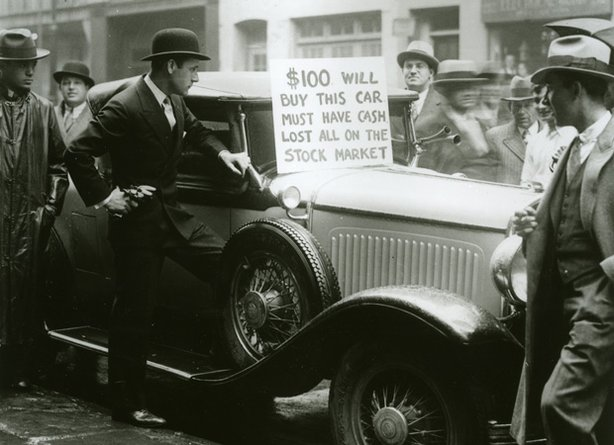 $100 WILL
BUY THIS CAR
MUST HAVE CASH
LOST ALL ON THE
STOCK MARKET